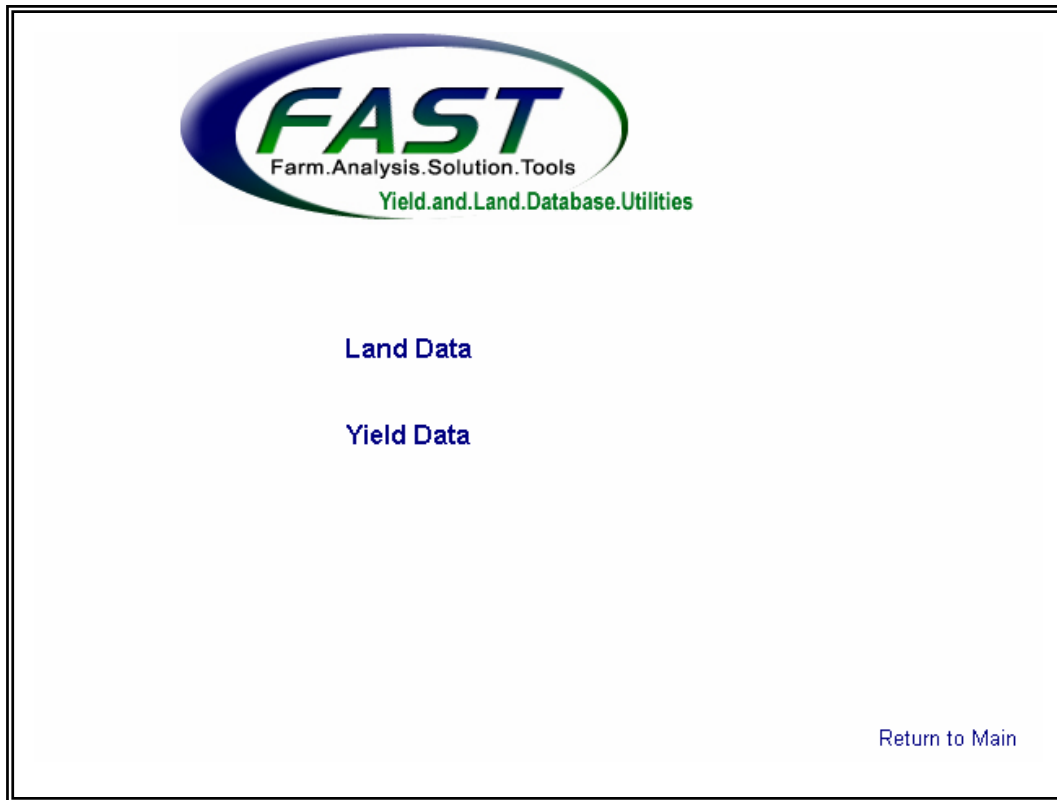 FAST
Farm.Analysis.Solution.Tools
Yield.and.Land.Database.Utilities
Land Data
Yield Data
Return to Main